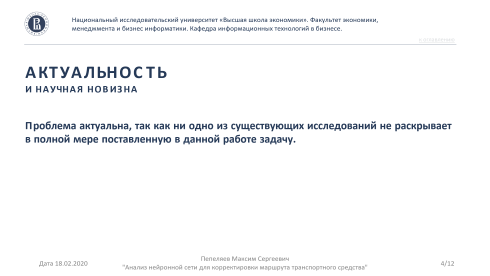 Национальный исследовательский университет «Высшая школа экономики». Факультет экономики,
менеджмента и бизнес информатики. Кафедра информационных технологий в бизнесе.
АКТУАЛЬНОСТЬ
И НАУЧНАЯ НОВИЗНА
Проблема актуальна, так как ни одно из существующих исследований не раскрывает
в полной мере поставленную в данной работе задачу.
Дата 18.02.2020
Пепеляев Максим Сергеевич
"Анализ нейронной сети для корректировки маршрута транспортного средства"
4/12